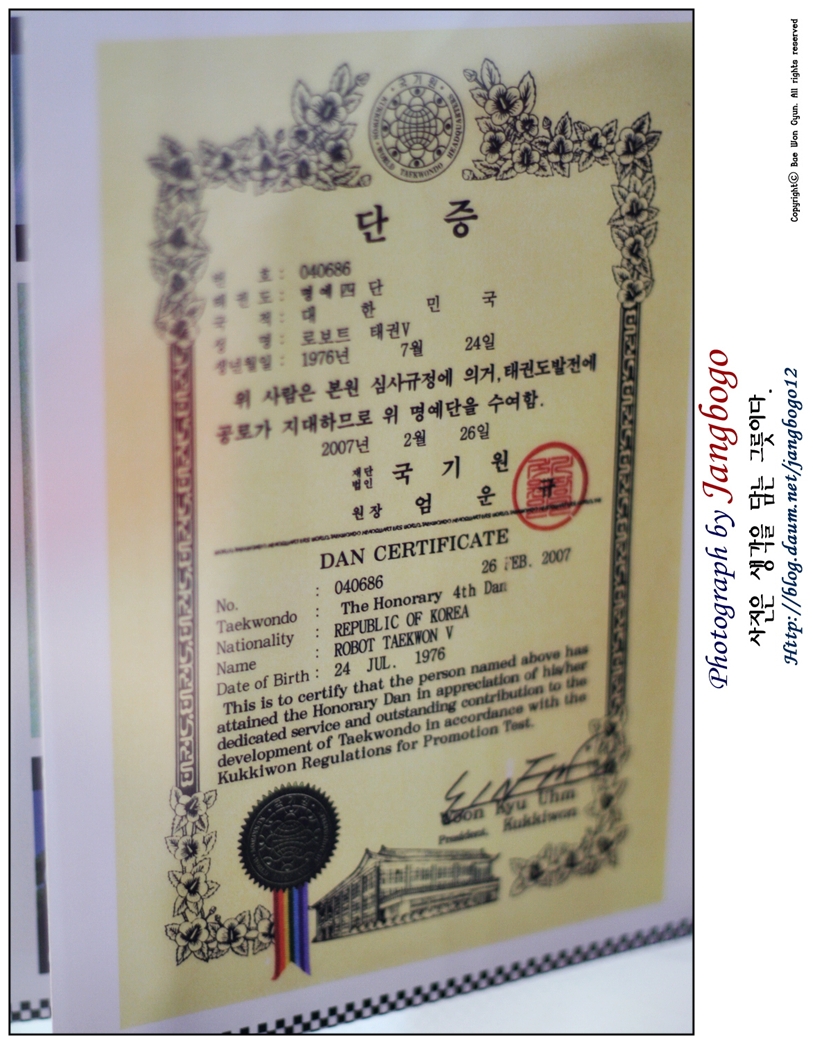 국기원
WORLD TAEKWONDO HEADQUARTERS
단 증
번 호 : 040686
태 권 도 : 명예 四 단
국 적 : 대 한 민 국
성 명 : 로보트 태권V
생년월일 : 1976년 7월 24일
위 사람은 본원 심사규정에 의거, 태권도발전에
공로가 지대하므로 위 명예단을 수여함.
2007년 2월 26일
재단
법인 국 기 원
원장 엄 운 규
DAN CERTIFICATE
26 FEB. 2007
No. : 040686
Taekwondo : The Honorary 4th Dan
Nationality : REPUBLIC OF KOREA
Name : ROBOT TAEKWON V
Date of Birth : 24 JUL. 1976
This is to certify that the person named above has
attained the Honorary Dan in appreciation of his/her
dedicated service and outstanding contribution to the
development of Taekwondo in accordance with the
Kukkiwon Regulations for Promotion Test.
Woon Kyu Uhm
President, Kukkiwon
Copyrightⓒ Bae Won Gyun. All rights reserved
Photograph by Jangbogo
사진은 생각을 담는 그릇이다.
Http://blog.daum.net/jangbogo12